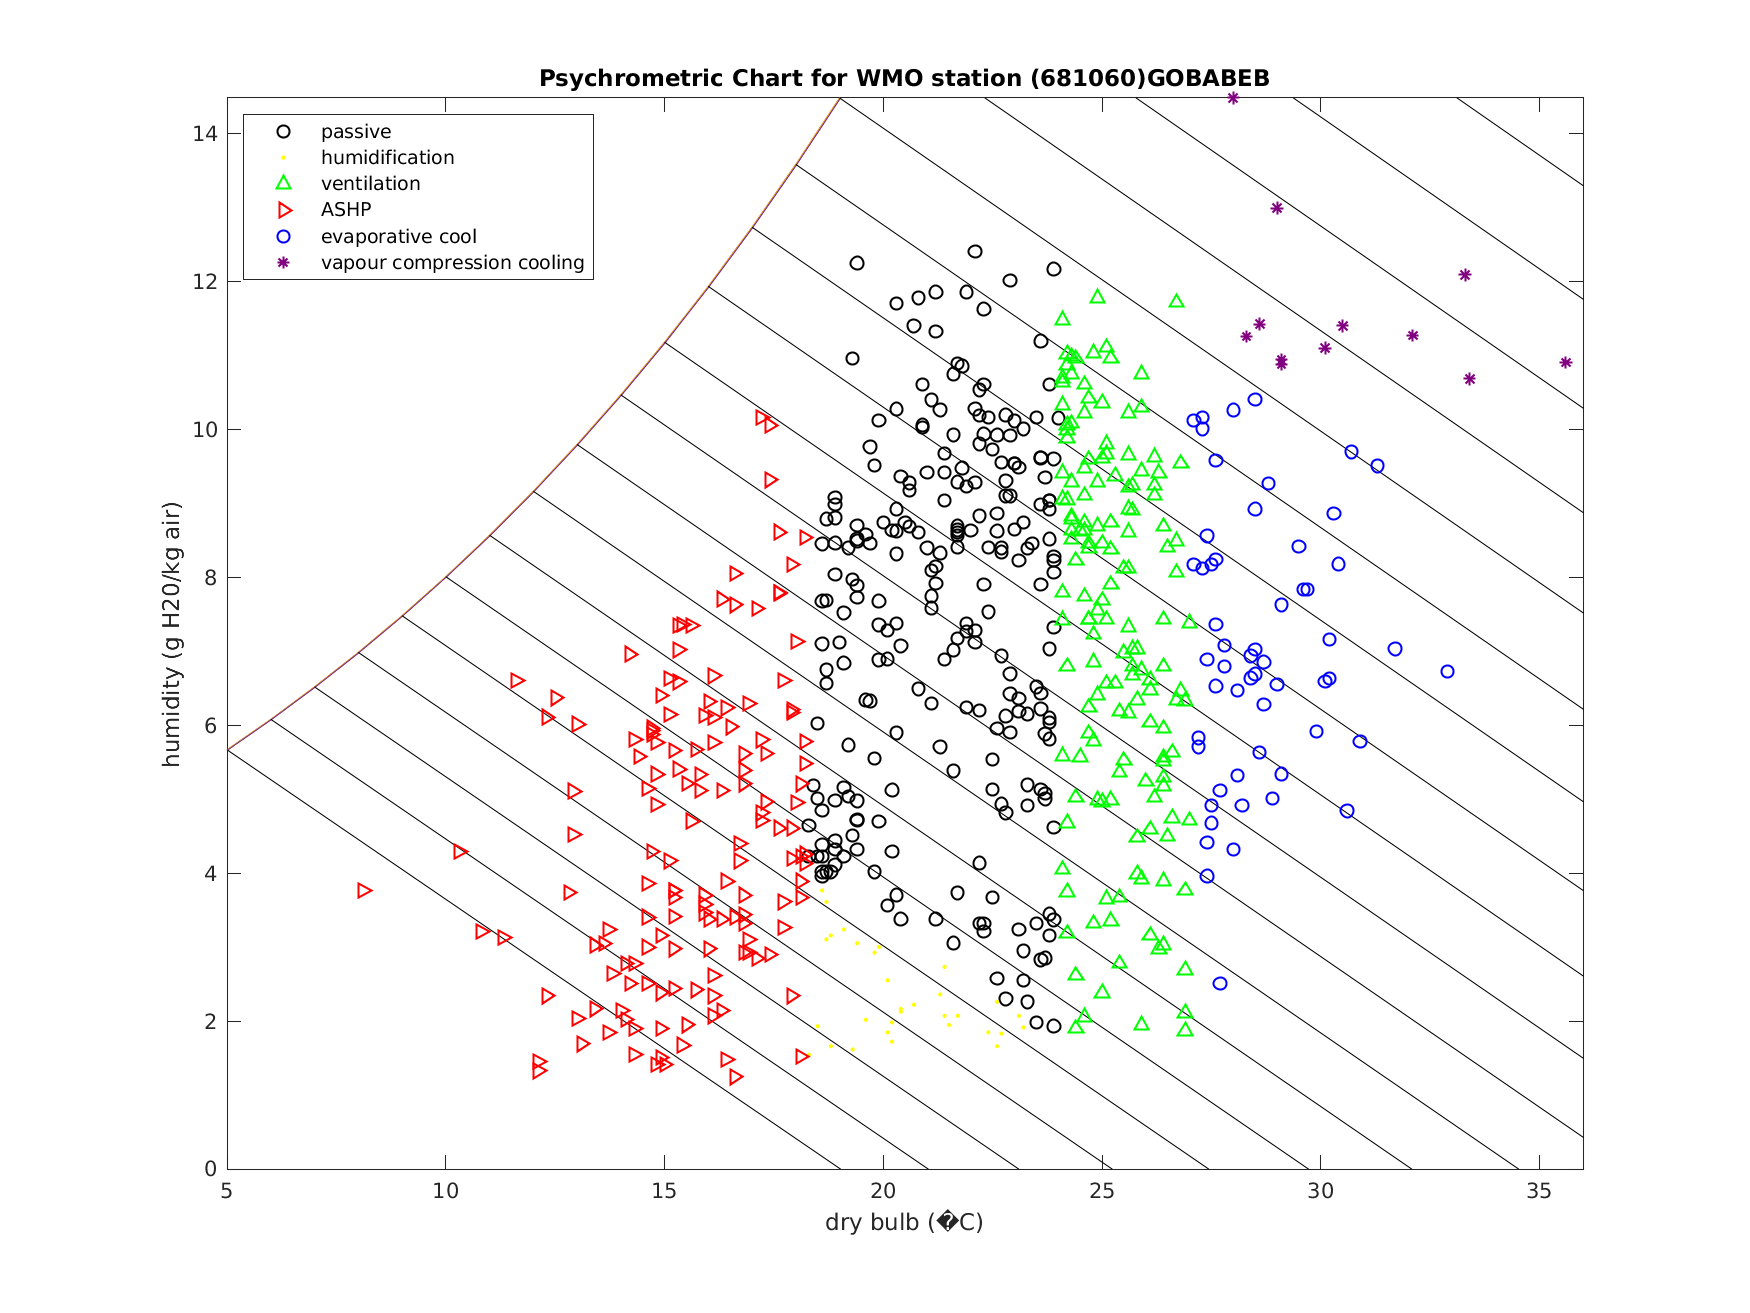 Psychrometric Chart for WMO station (681060)GOBABEB
passive
humidification
ventilation
ASHP
evaporative cool
vapour compression cooling
humidity (g H20/kg air)
14
12
10
8
6
4
2
0
5 10 15 20 25 30 35
dry bulb (�C)